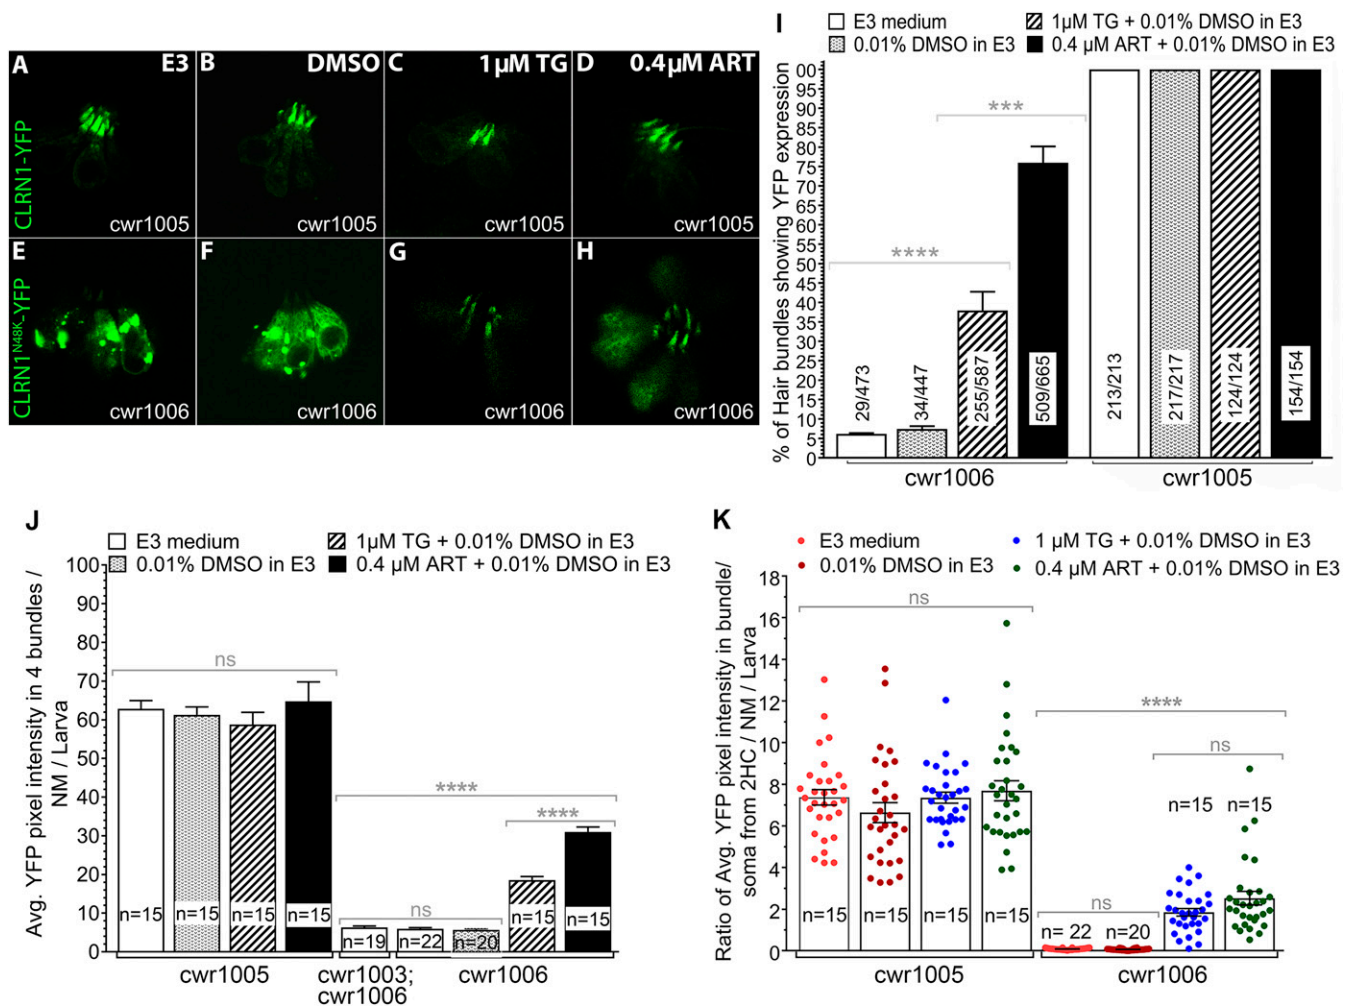 A E3
B DMSO
C 1µM TG
D 0.4µM ART
CLRN1-YFP
cwr1005
cwr1005
cwr1005
cwr1005
E
F
G
H
CLRN1N48K-YFP
cwr1006
cwr1006
cwr1006
cwr1006
I
E3 medium
1µM TG + 0.01% DMSO in E3
0.01% DMSO in E3
0.4 µM ART + 0.01% DMSO in E3
% of Hair bundles showing YFP expression
00
95
90
85
80
75
70
65
60
55
50
45
40
35
30
25
20
15
10
5
0
***
****
29/473
34/447
255/587
509/665
213/213
217/217
124/124
154/154
cwr1006
cwr1005
J
E3 medium
1µM TG + 0.01% DMSO in E3
0.01% DMSO in E3
0.4 µM ART + 0.01% DMSO in E3
Avg. YFP pixel intensity in 4 bundles /
NM / Larva
100
90
80
70
60
50
40
30
20
10
0
ns
****
****
ns
n=15
n=15
n=15
n=15
n=19
n=22
n=20
n=15
n=15
cwr1005
cwr1003;
cwr1006
cwr1006
K
E3 medium
1 µM TG + 0.01% DMSO in E3
0.01% DMSO in E3
0.4 µM ART + 0.01% DMSO in E3
Ratio of Avg. YFP pixel intensity in bundle/
soma from 2HC / NM / Larva
18
16
14
12
10
8
6
4
2
0
ns
****
ns
ns
n=15
n=15
n=15
n=15
n= 22
n=20
n=15
n=15
cwr1005
cwr1006